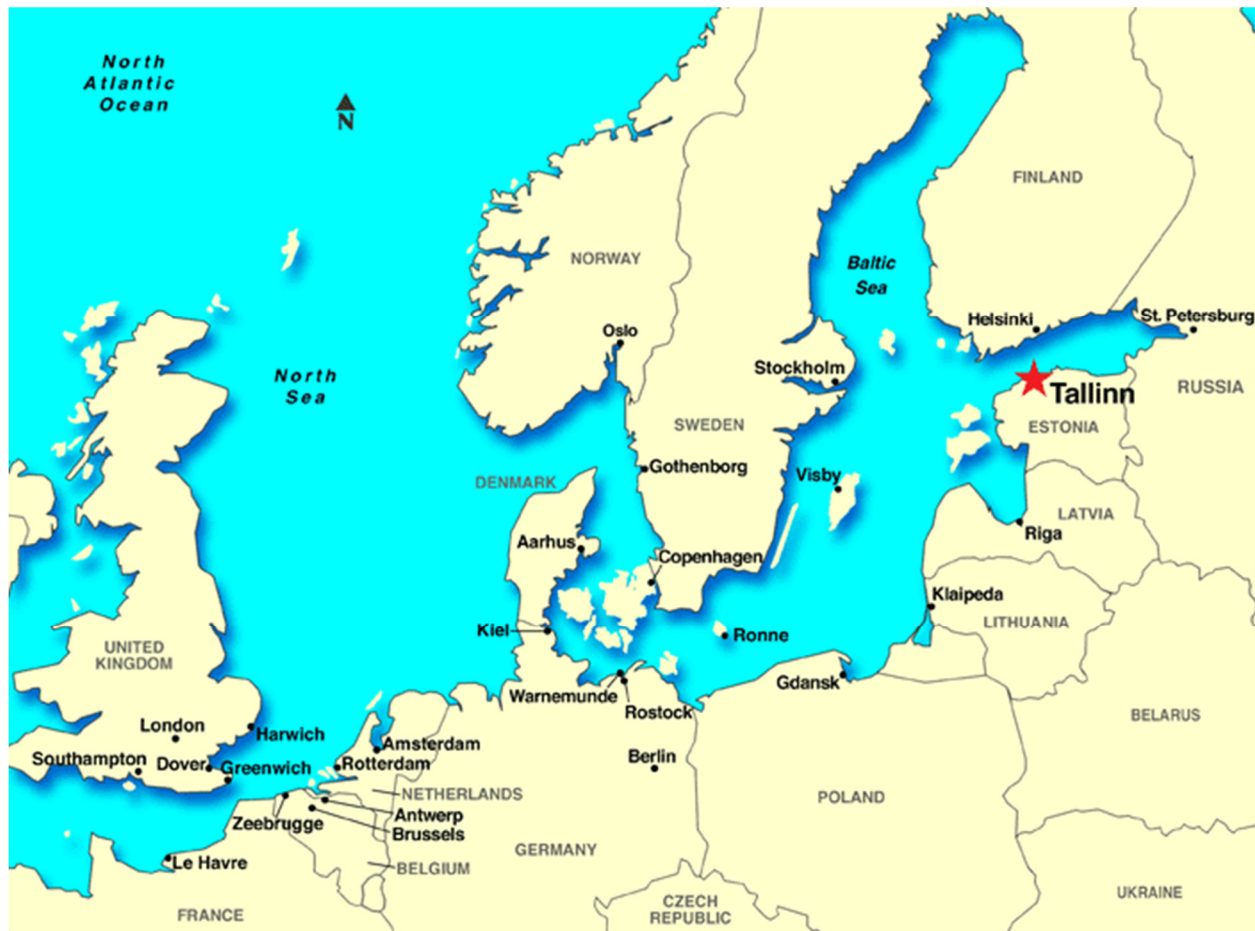 North
Atlantic
Ocean
N
FINLAND
NORWAY
Baltic
Sea
Helsinki
St. Petersburg
Oslo
North
Sea
Stockholm
Tallinn
RUSSIA
SWEDEN
ESTONIA
Gothenborg
DENMARK
Visby
LATVIA
Riga
Aarhus
Copenhagen
Klaipeda
LITHUANIA
Kiel
Ronne
UNITED
KINGDOM
Gdansk
Warnemunde
Rostock
BELARUS
London
Harwich
Amsterdam
Southampton
Dover
Greenwich
Rotterdam
Berlin
NETHERLANDS
POLAND
Zeebrugge
Antwerp
Brussels
GERMANY
Le Havre
BELGIUM
UKRAINE
CZECH
REPUBLIC
FRANCE